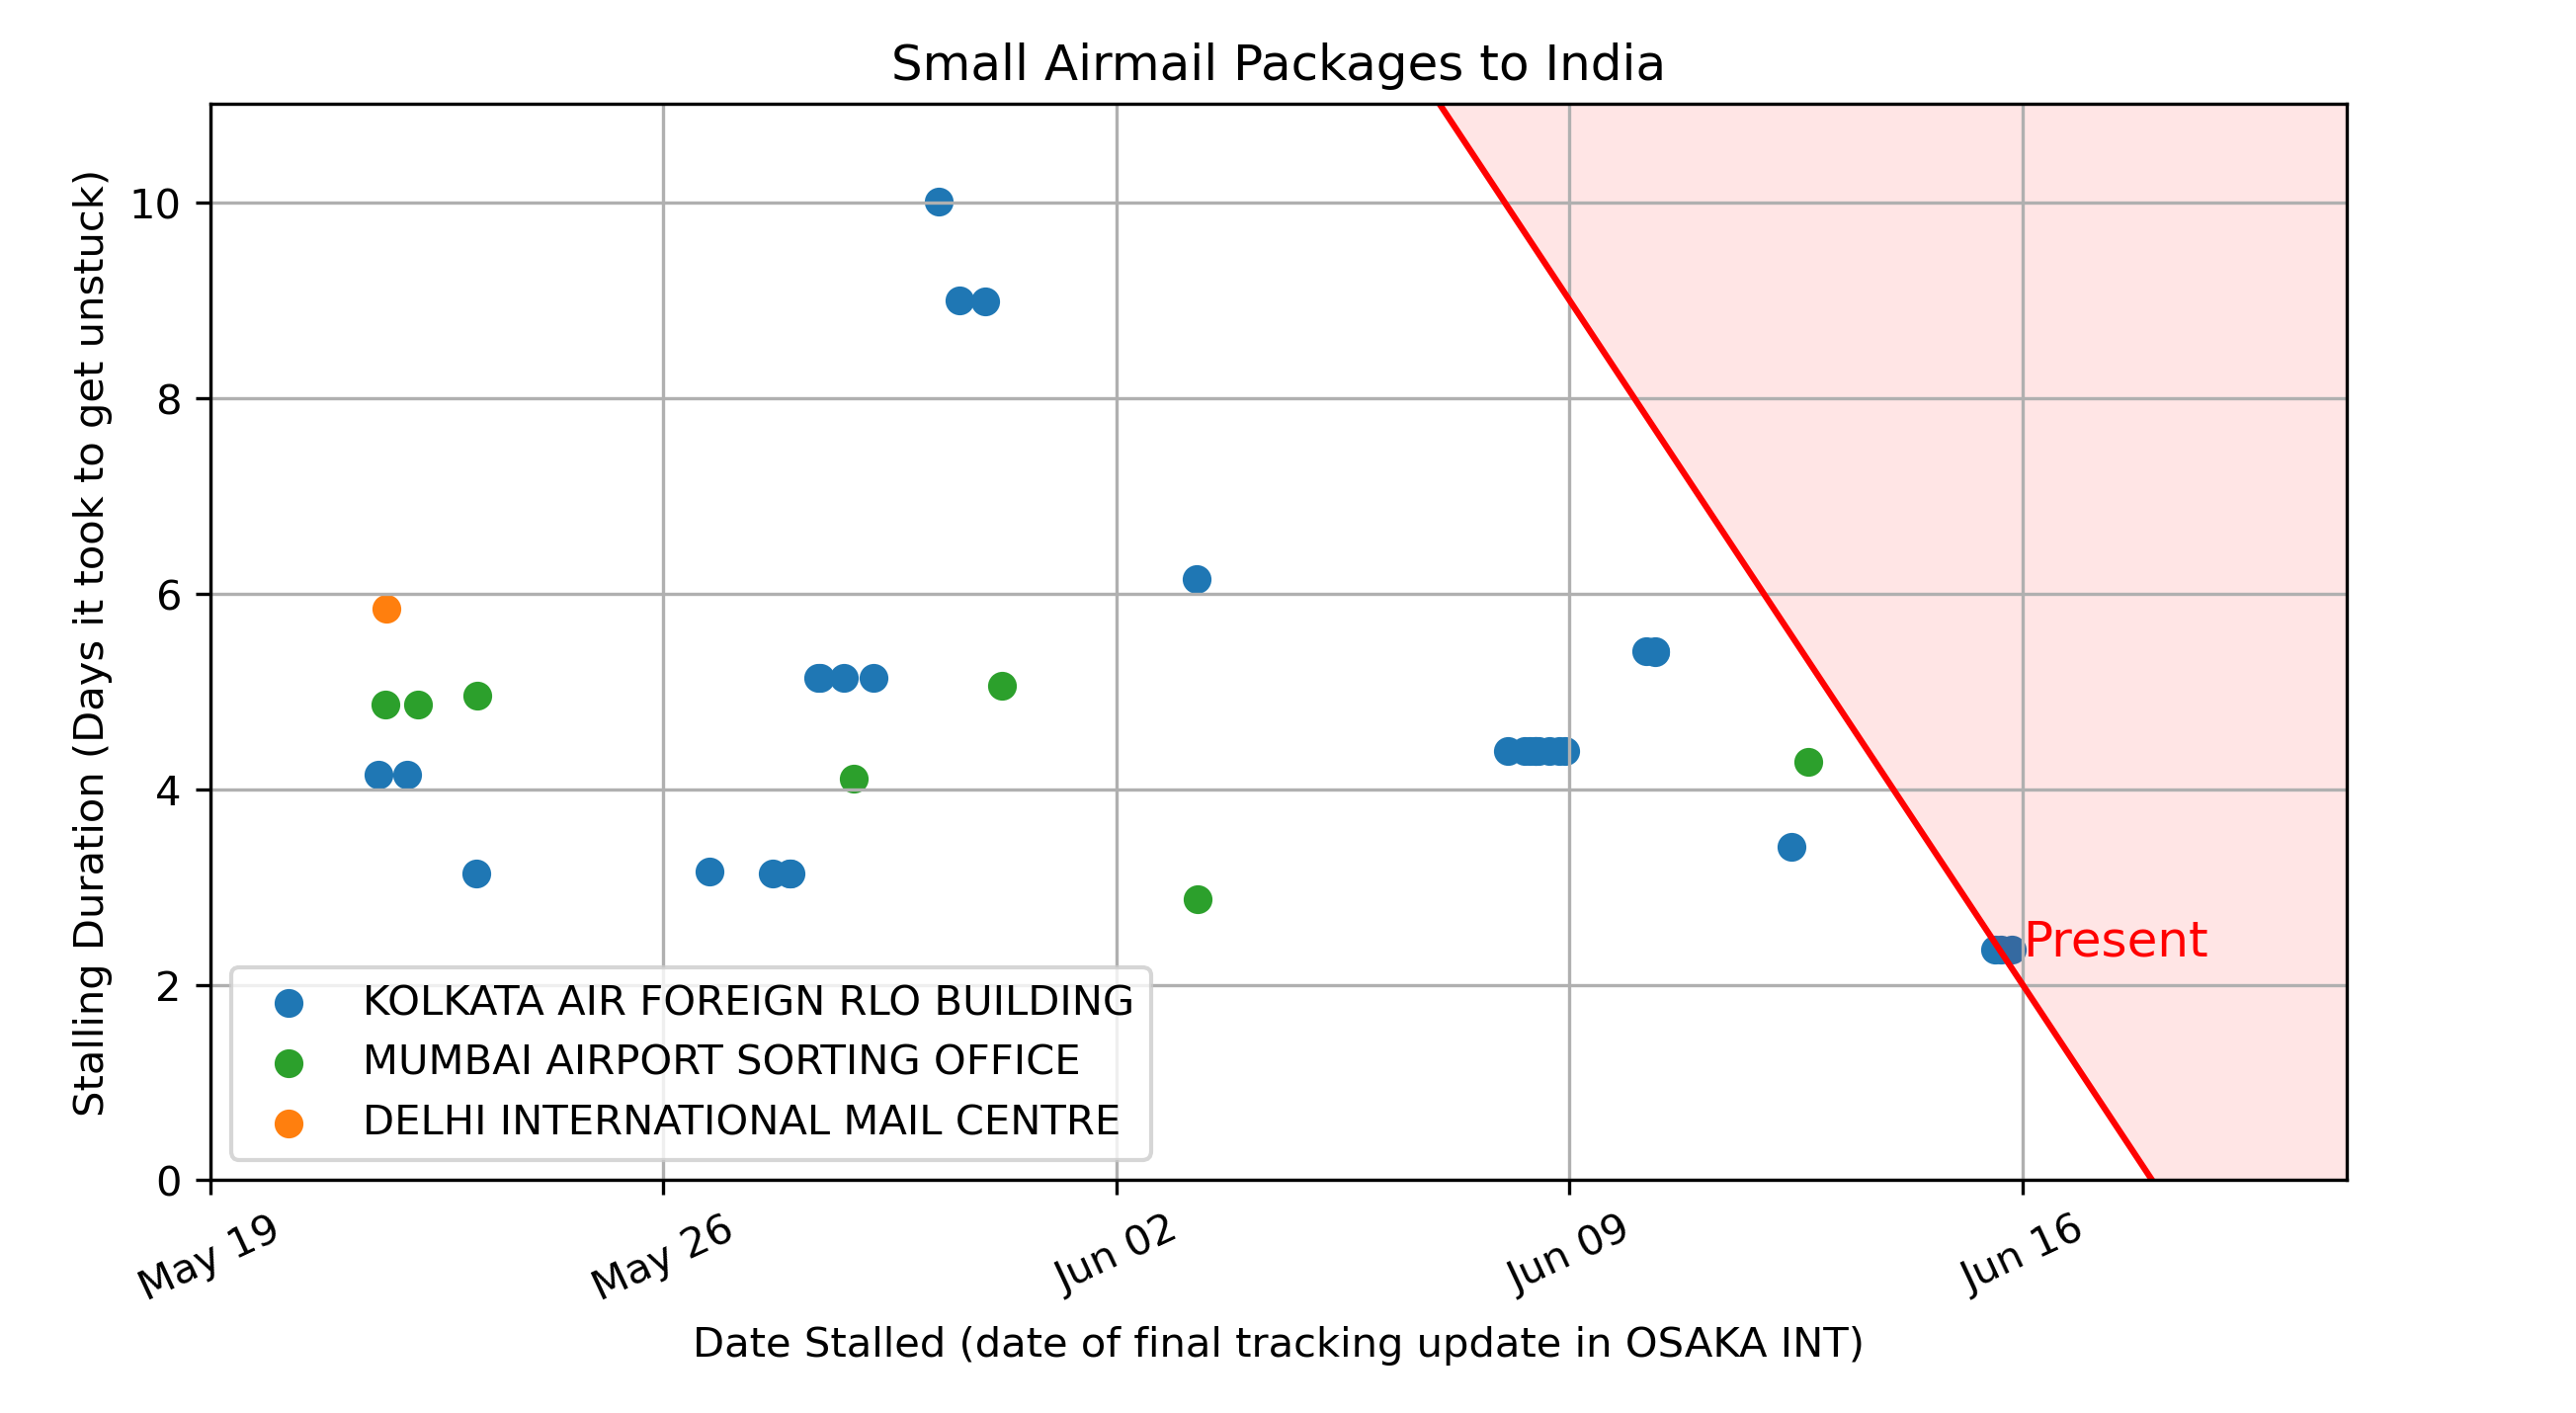 Small Airmail Packages to India
Stalling Duration (Days it took to get unstuck)
10
8
6
4
2
0
Present
KOLKATA AIR FOREIGN RLO BUILDING
MUMBAI AIRPORT SORTING OFFICE
DELHI INTERNATIONAL MAIL CENTRE
May 19
May 26
Jun 02
Jun 09
Jun 16
Date Stalled (date of final tracking update in OSAKA INT)